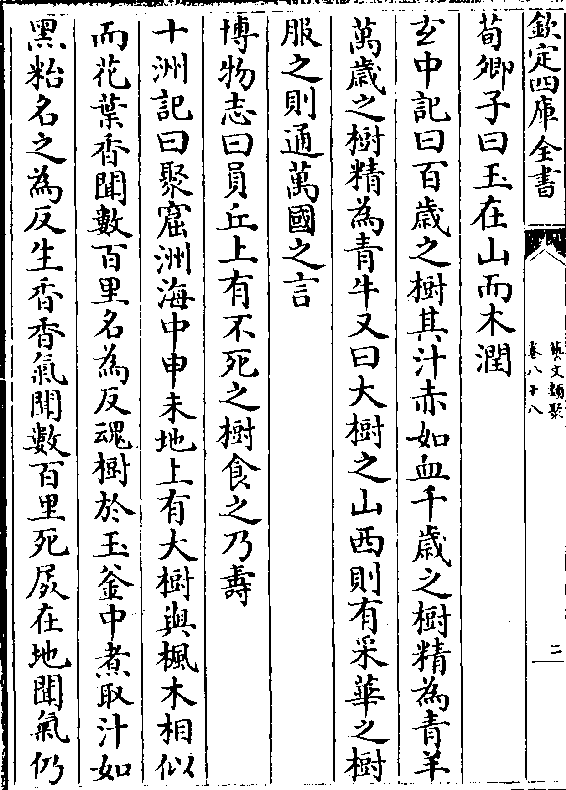 欽定四庫全書
藝文類聚
卷八十八
二
荀卿子曰玉在山而木潤
玄中記曰百歲之樹其汁赤如血千歲之樹精為青羊
萬歲之樹精為青牛又曰大樹之山西則有采華之樹
服之則通萬國之言
博物志曰員丘上有不死之樹食之乃壽
十洲記曰聚窟洲海中申未地上有大樹與楓木相似
而花葉香聞數百里名為反魂樹於玉釜中煮取汁如
黑粘名之為反生香香氣聞數百里死屍在地聞氣仍